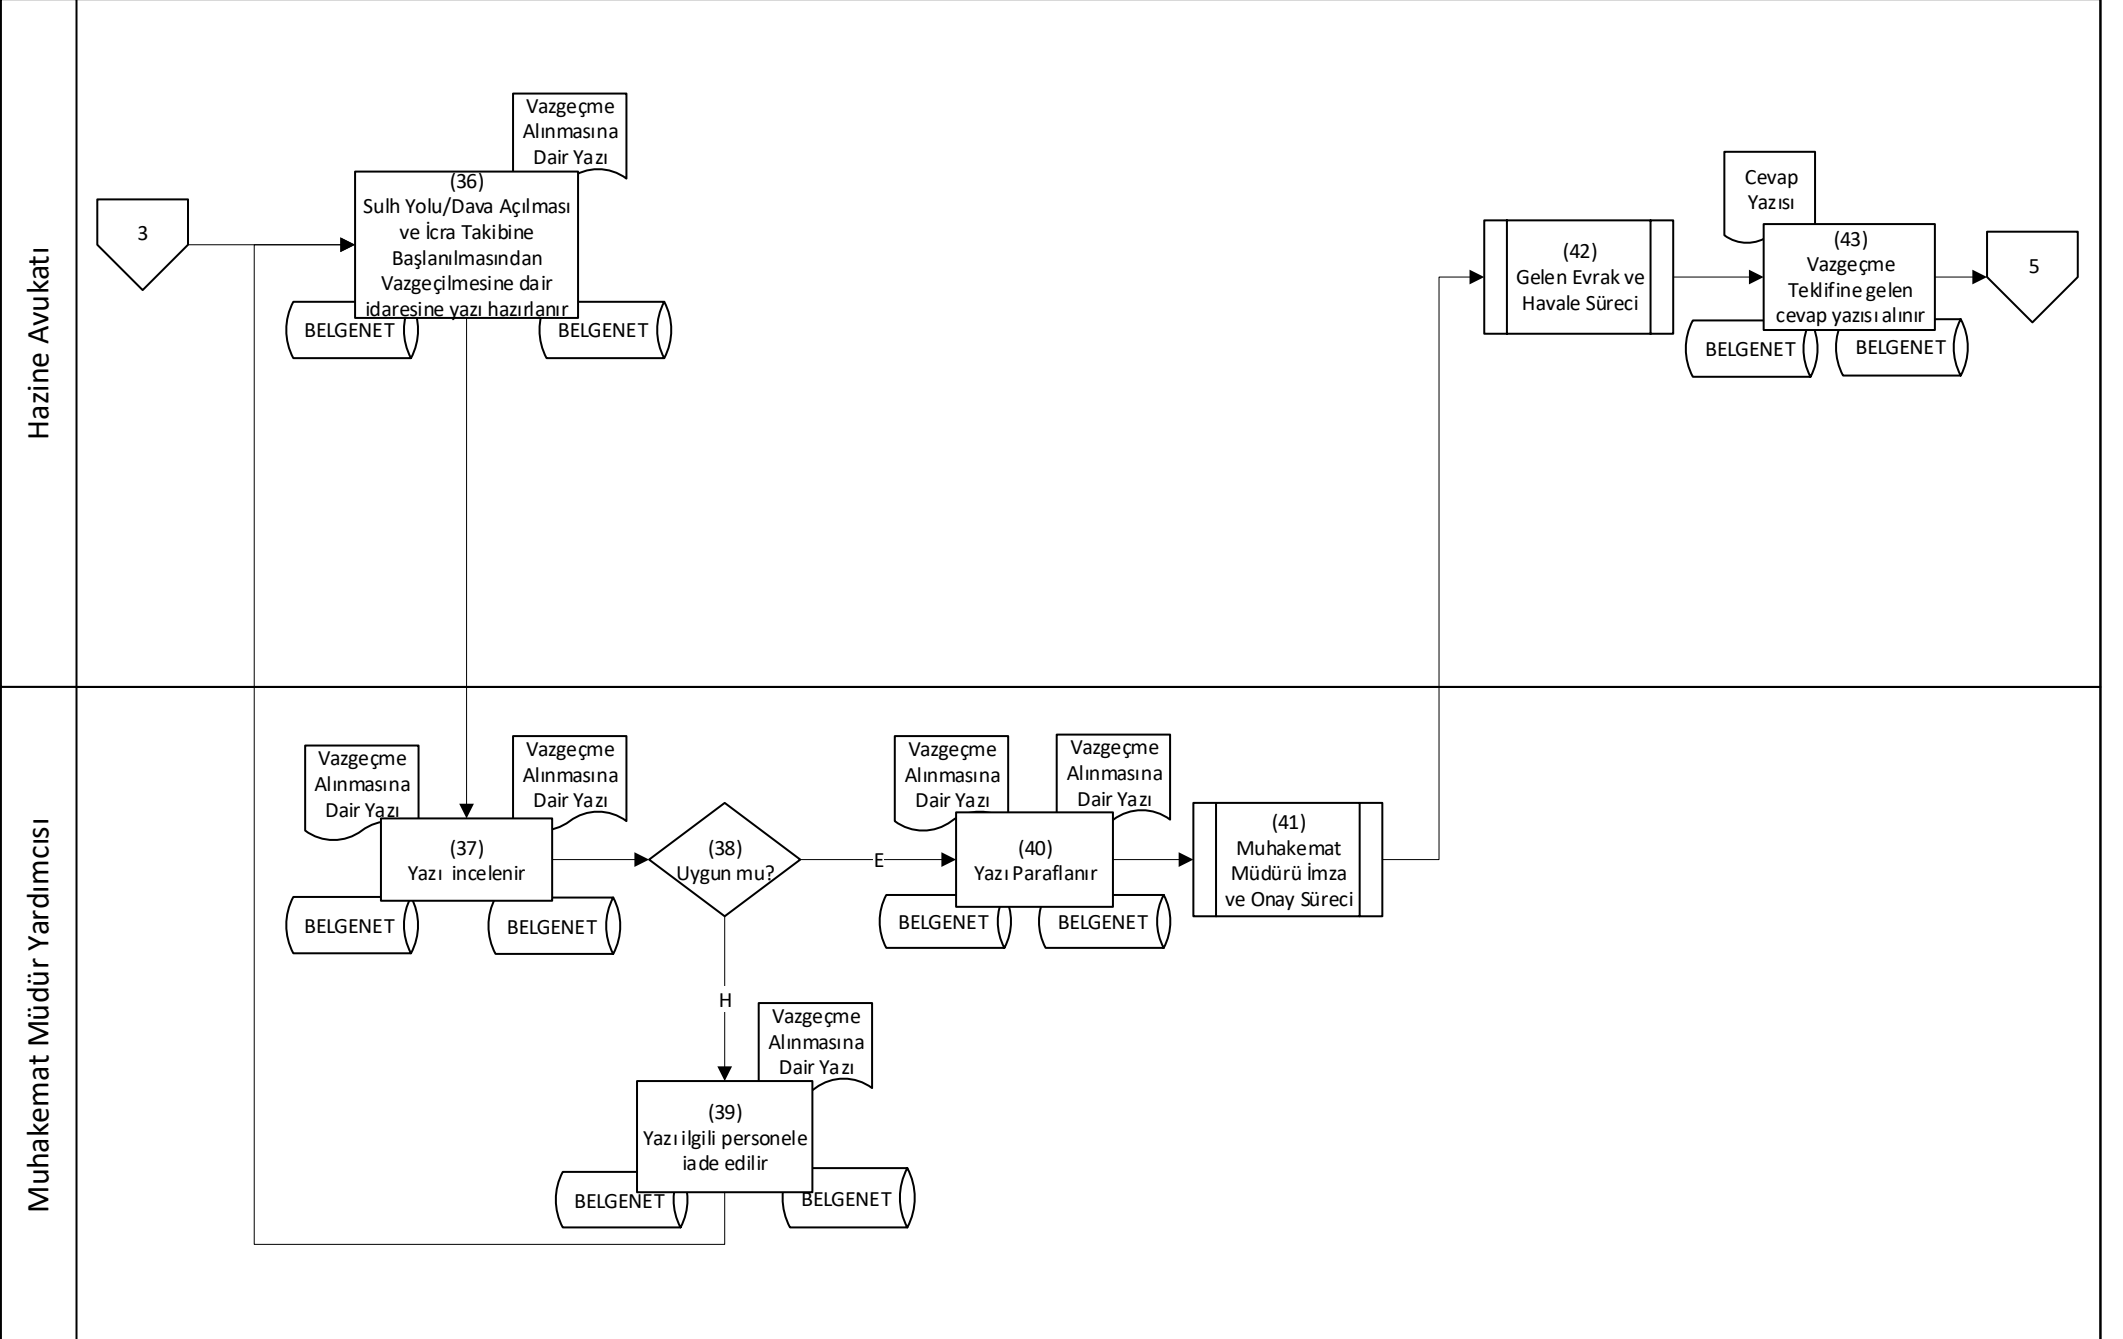 Hazine Avukatı
3
Vazgeçme
Alınmasına
Dair Yazı
(36)
Sulh Yolu/Dava Açılması
ve İcra Takibine
Başlanılmasından
Vazgeçilmesine dair
idaresine yazı hazırlanır
BELGENET
BELGENET
(42)
Gelen Evrak ve
Havale Süreci
Cevap
Yazısı
(43)
Vazgeçme
Teklifine gelen
cevap yazısı alınır
BELGENET
BELGENET
5
Muhakemat Müdür Yardımcısı
Vazgeçme
Alınmasına
Dair Yazı
Vazgeçme
Alınmasına
Dair Yazı
(37)
Yazı incelenir
BELGENET
BELGENET
(38)
Uygun mu?
E
H
Vazgeçme
Alınmasına
Dair Yazı
Vazgeçme
Alınmasına
Dair Yazı
(40)
Yazı Paraflanır
BELGENET
BELGENET
(41)
Muhakemat
Müdürü İmza
ve Onay Süreci
Vazgeçme
Alınmasına
Dair Yazı
(39)
Yazı ilgili personele
iade edilir
BELGENET
BELGENET